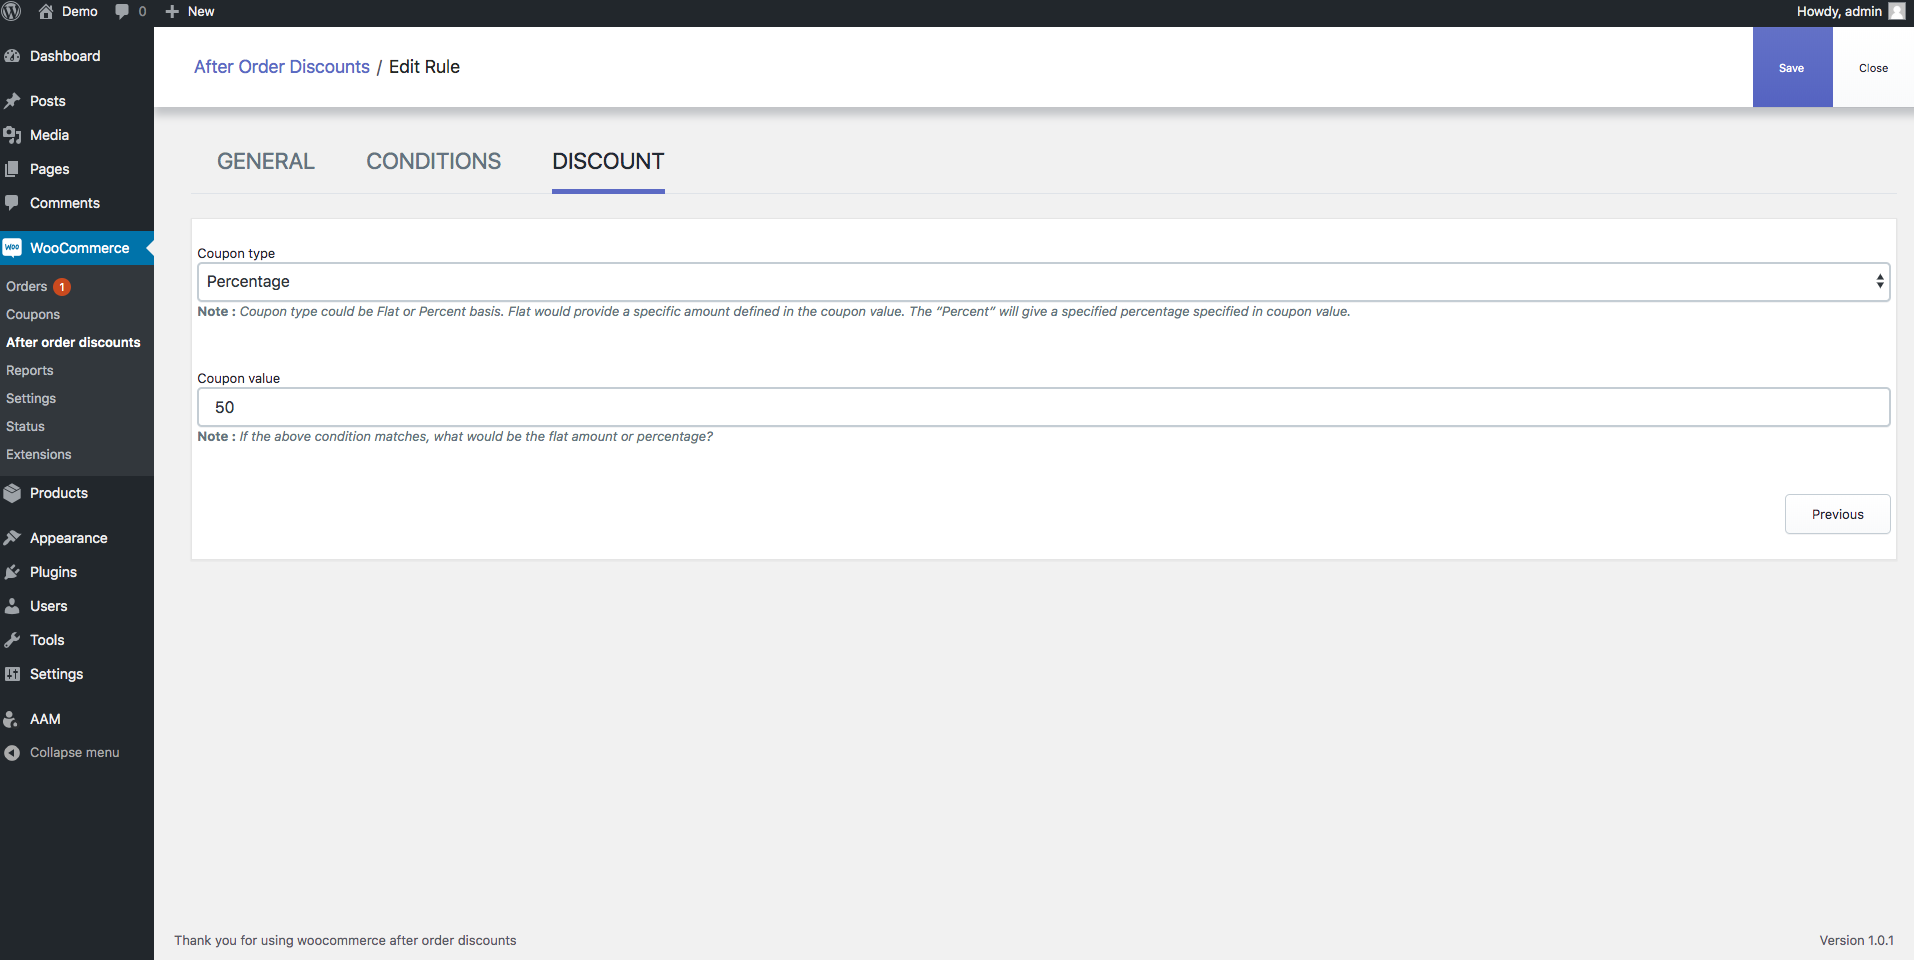 Demo 0 New Howdy, admin
Dashboard
Posts
Media
Pages
Comments
Woo WooCommerce
Orders 1
Coupons
After order discounts
Reports
Settings
Status
Extensions
Products
Appearance
Plugins
Users
Tools
Settings
AAM
Collapse menu
After Order Discounts / Edit Rule
Save Close
GENERAL CONDITIONS DISCOUNT
Coupon type
Percentage
Note : Coupon type could be Flat or Percent basis. Flat would provide a specific amount defined in the coupon value. The “Percent” will give a specified percentage specified in coupon value.
Coupon value
50
Note : If the above condition matches, what would be the flat amount or percentage?
Previous
Thank you for using woocommerce after order discounts Version 1.0.1